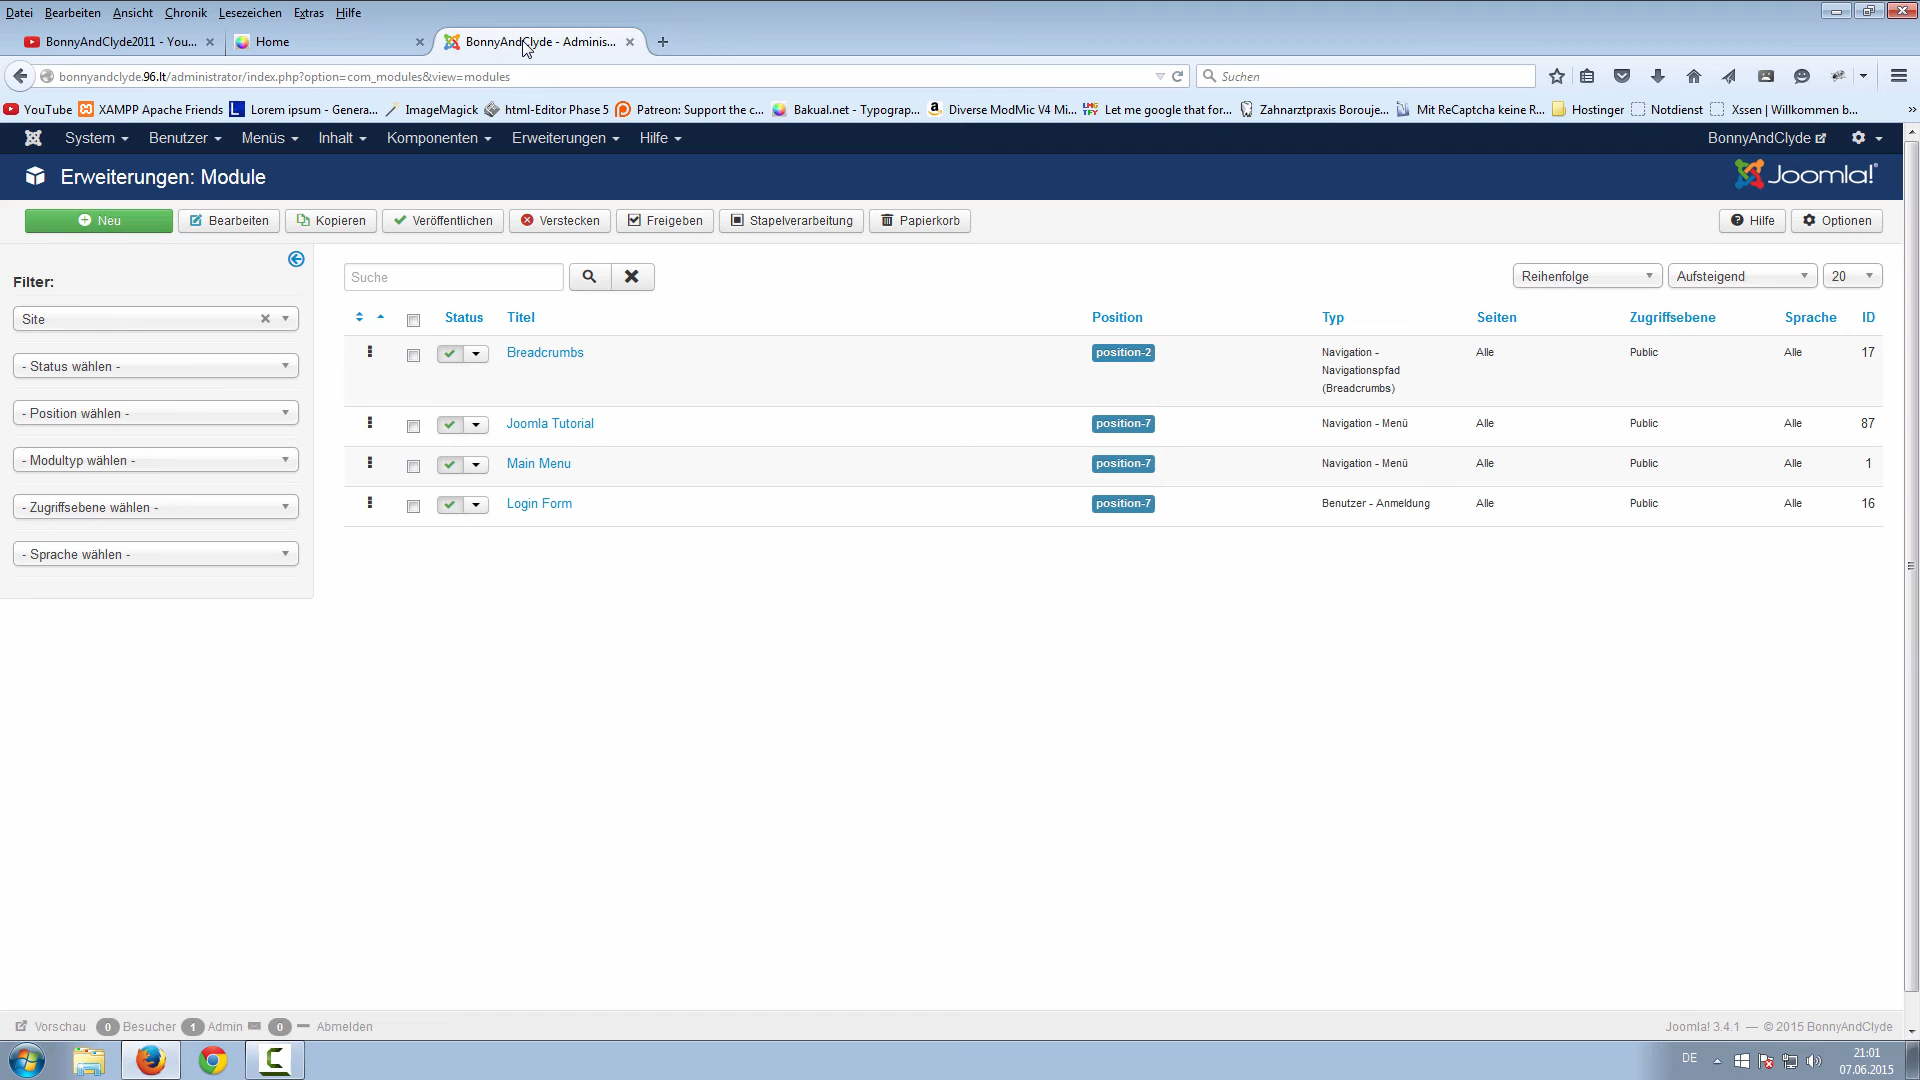 Datei Bearbeiten Ansicht Chronik Lesezeichen Extras Hilfe
BonnyAndClyde2011 - You... Home BonnyAndClyde - Adminis...
bonnyandclyde.96.lt/administrator/index.php?option=com_modules&view=modules Suchen
YouTube XAMPP Apache Friends Lorem ipsum - Genera... ImageMagick html-Editor Phase 5 Patreon: Support the c... Bakual.net - Typograp... Diverse ModMic V4 Mi... LMG TFY Let me google that for... Zahnarztpraxis Borouje... Mit ReCaptcha keine R... Hostinger Notdienst Xssen | Willkommen b... »
System Benutzer Menüs Inhalt Komponenten Erweiterungen Hilfe BonnyAndClyde
Erweiterungen: Module Joomla!
Neu Bearbeiten Kopieren Veröffentlichen Verstecken Freigeben Stapelverarbeitung Papierkorb Hilfe Optionen
Filter:
Site
- Status wählen -
- Position wählen -
- Modultyp wählen -
- Zugriffsebene wählen -
- Sprache wählen -
Suche Reihenfolge Aufsteigend 20
Status Titel Position Typ Seiten Zugriffsebene Sprache ID
Breadcrumbs position-2 Navigation - Alle Public Alle 17
Navigationspfad
(Breadcrumbs)
Joomla Tutorial position-7 Navigation - Menü Alle Public Alle 87
Main Menu position-7 Navigation - Menü Alle Public Alle 1
Login Form position-7 Benutzer - Anmeldung Alle Public Alle 16
Vorschau 0 Besucher 1 Admin 0 Abmelden Joomla! 3.4.1 — © 2015 BonnyAndClyde
DE 21:01
07.06.2015